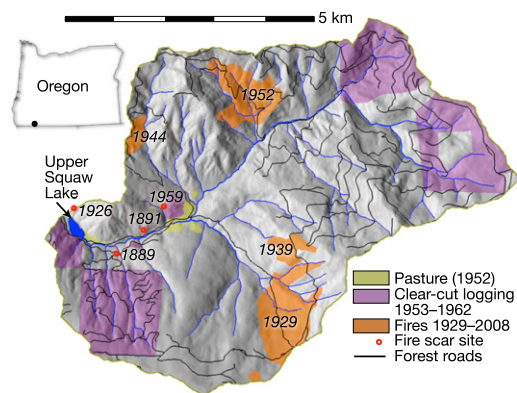 5 km
Oregon
1952
1944
Upper
Squaw
Lake
1926
1959
1891
1889
1939
1929
Pasture (1952)
Clear-cut logging
1953–1962
Fires 1929–2008
Fire scar site
Forest roads